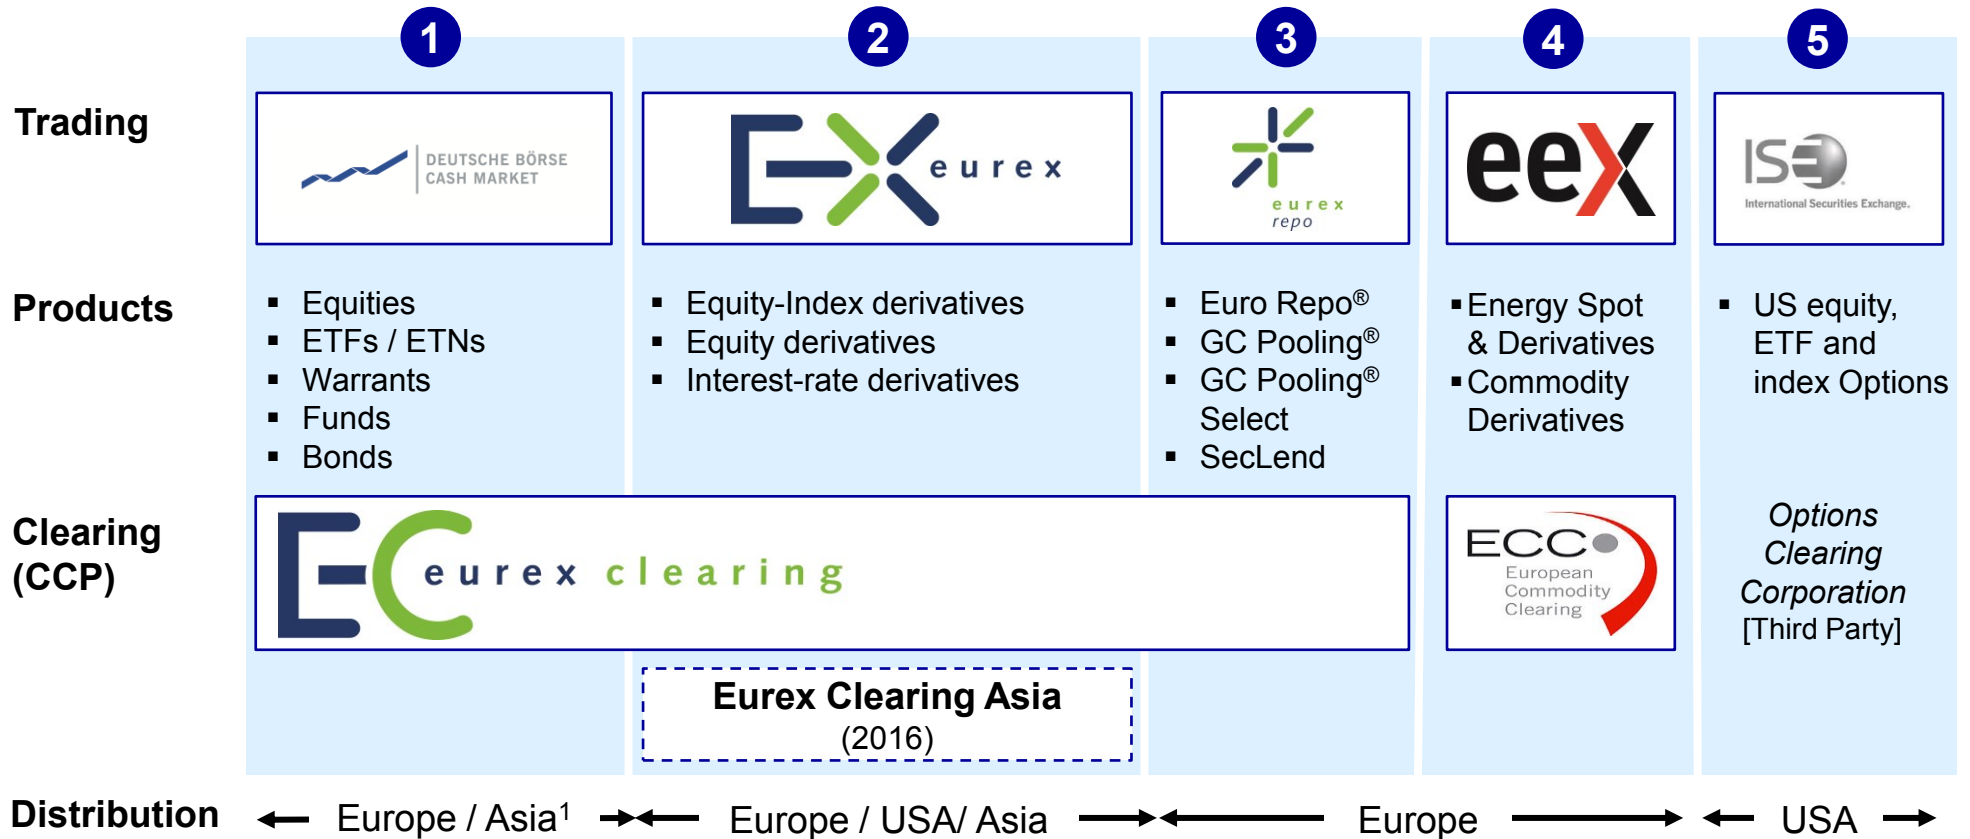 1
2
3
4
5
Trading
DEUTSCHE BÖRSE
CASH MARKET
EX eurex
eurex
repo
eex
ISE
International Securities Exchange.
Products
▪ Equities
▪ ETFs / ETNs
▪ Warrants
▪ Funds
▪ Bonds
▪ Equity-Index derivatives
▪ Equity derivatives
▪ Interest-rate derivatives
▪ Euro Repo®
▪ GC Pooling®
▪ GC Pooling®
Select
▪ SecLend
▪ Energy Spot
& Derivatives
▪ Commodity
Derivatives
▪ US equity,
ETF and
index Options
Clearing
(CCP)
EC eurex clearing
ECC
European
Commodity
Clearing
Options
Clearing
Corporation
[Third Party]
Eurex Clearing Asia
(2016)
Distribution
Europe / Asia¹
Europe / USA/ Asia
Europe
USA